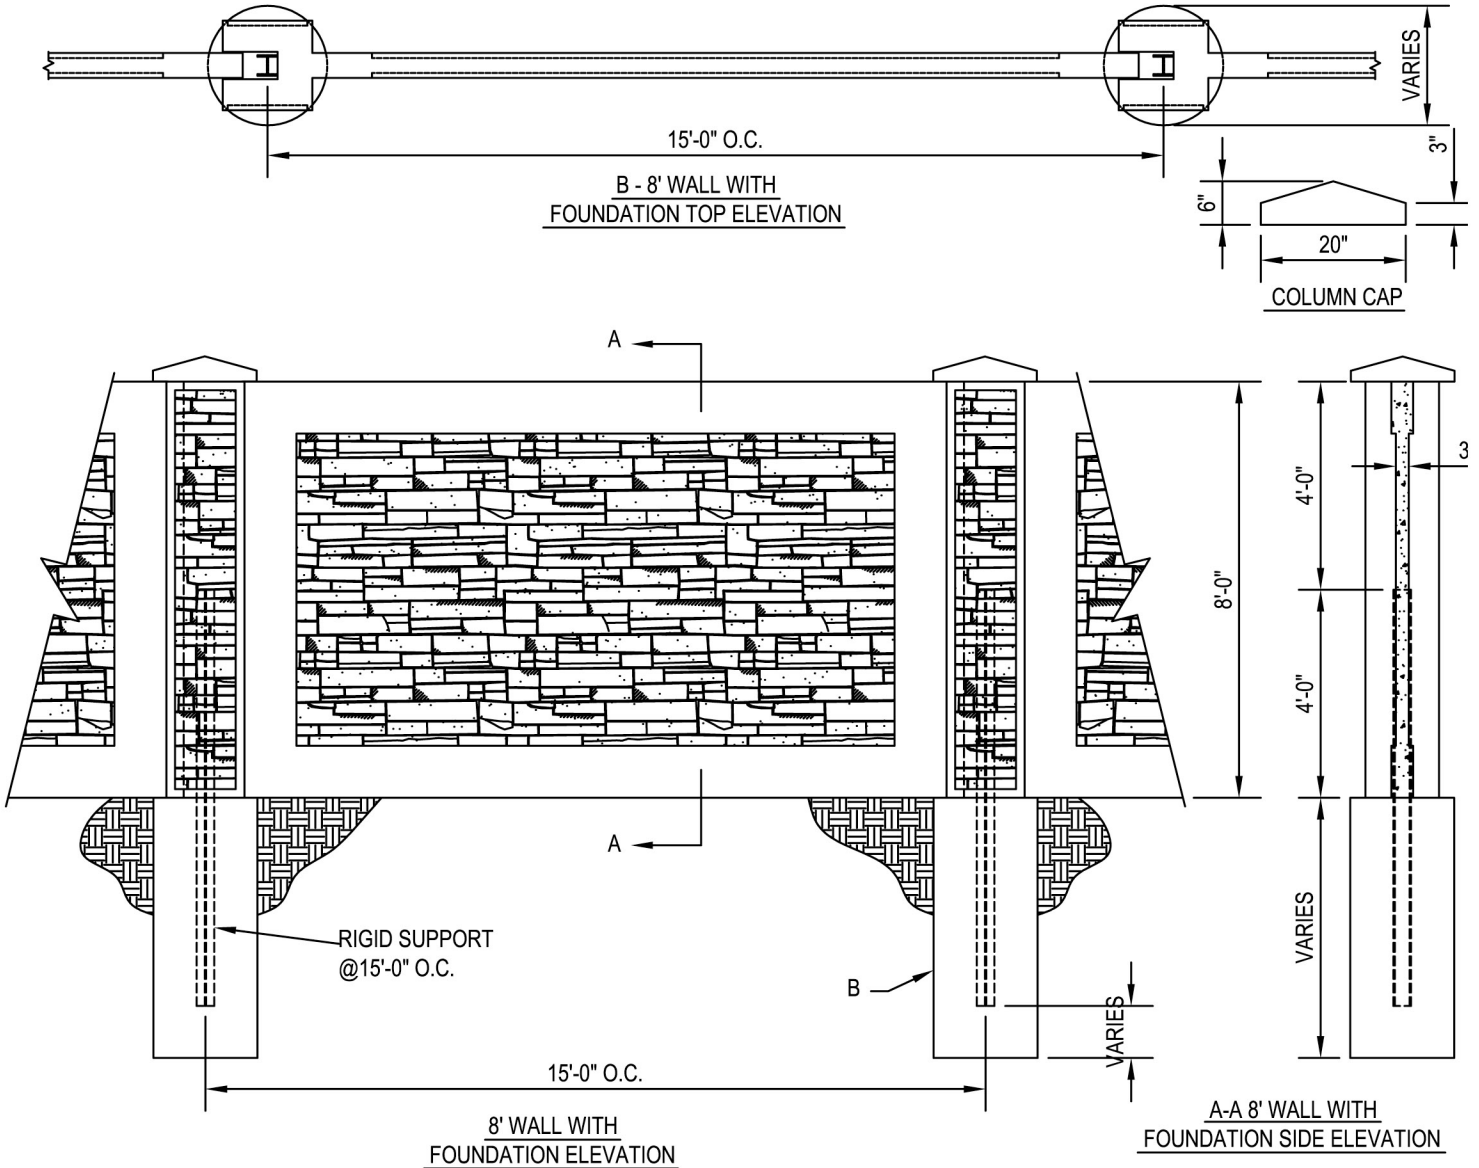 VARIES
15'-0" O.C.
3"
B - 8' WALL WITH
FOUNDATION TOP ELEVATION
6"
20"
COLUMN CAP
A
4'-0"
3
8'-0"
4'-0"
A
RIGID SUPPORT
@15'-0" O.C.
B
VARIES
VARIES
15'-0" O.C.
8' WALL WITH
FOUNDATION ELEVATION
A-A 8' WALL WITH
FOUNDATION SIDE ELEVATION